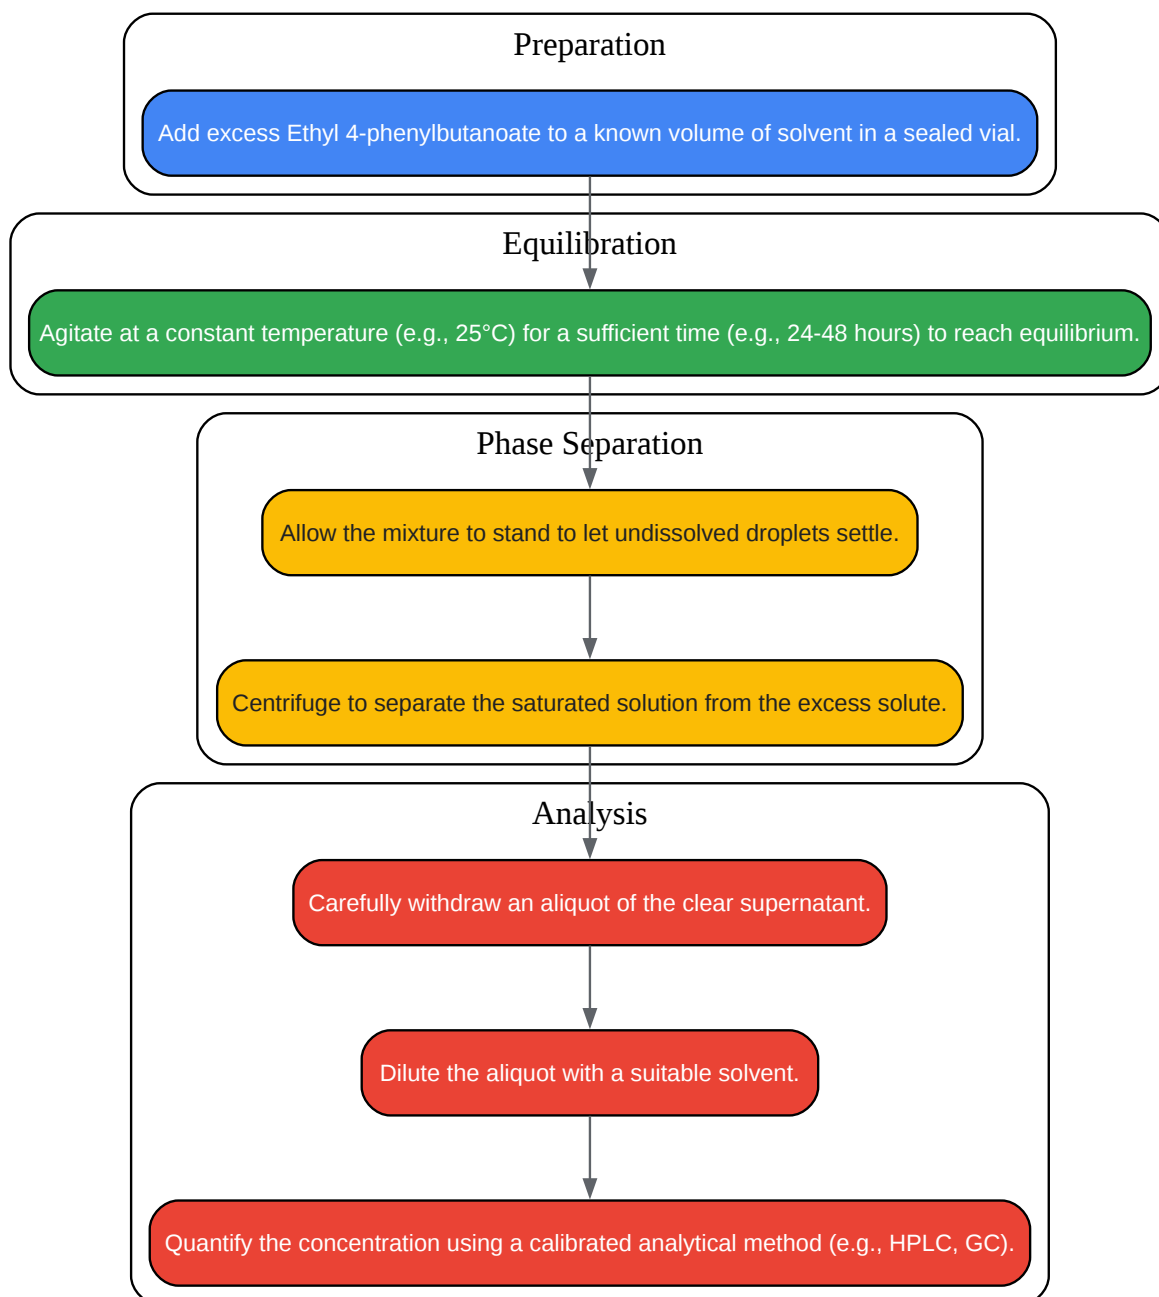 Preparation
Add excess Ethyl 4-phenylbutanoate to a known volume of solvent in a sealed vial.
Equilibration
Agitate at a constant temperature (e.g., 25°C) for a sufficient time (e.g., 24-48 hours) to reach equilibrium.
Phase Separation
Allow the mixture to stand to let undissolved droplets settle.
Centrifuge to separate the saturated solution from the excess solute.
Analysis
Carefully withdraw an aliquot of the clear supernatant.
Dilute the aliquot with a suitable solvent.
Quantify the concentration using a calibrated analytical method (e.g., HPLC, GC).